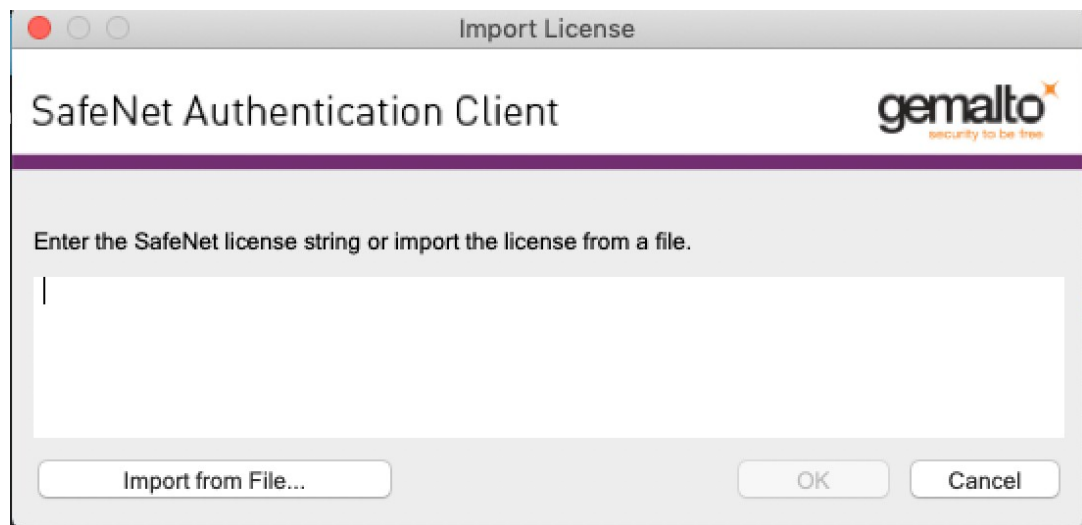 Import License
SafeNet Authentication Client
gemalto
security to be free
Enter the SafeNet license string or import the license from a file.
Import from File...
OK
Cancel